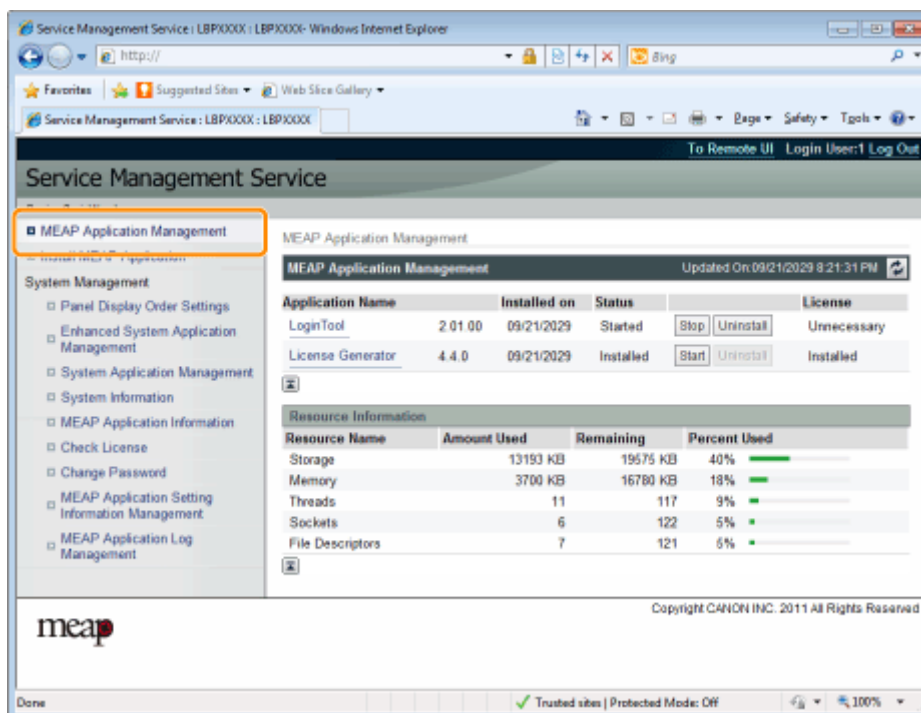 Service Management Service : LBPXXXX : LBPXXXX- Windows Internet Explorer
http://
Bing
Favorites Suggested Sites Web Slice Gallery
Service Management Service : LBPXXXX : LBPXXXX
Page Safety Tools
To Remote UI Login User:1 Log Out
Service Management Service
MEAP Application Management
Install MEAP Application
System Management
Panel Display Order Settings
Enhanced System Application
Management
System Application Management
System Information
MEAP Application Information
Check License
Change Password
MEAP Application Setting
Information Management
MEAP Application Log
Management
MEAP Application Management
MEAP Application Management Updated On:09/21/2029 8:21:31 PM
Application Name Installed on Status License
LoginTool 2.01.00 09/21/2029 Started Stop Uninstall Unnecessary
License Generator 4.4.0 09/21/2029 Installed Start Uninstall Installed
Resource Information
Resource Name Amount Used Remaining Percent Used
Storage 13193 KB 19575 KB 40%
Memory 3700 KB 16780 KB 18%
Threads 11 117 9%
Sockets 6 122 5%
File Descriptors 7 121 6%
Copyright CANON INC. 2011 All Rights Reserved
meap
Done Trusted sites | Protected Mode: Off 100%